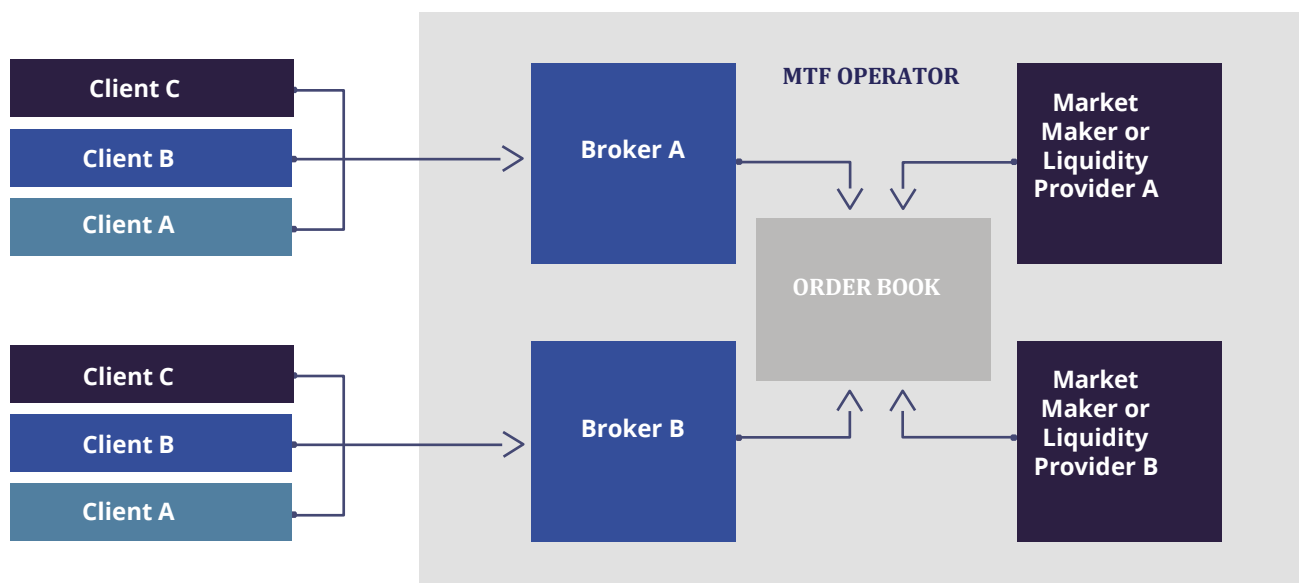 Client C
Client B
Client A
Broker A
MTF OPERATOR
Market
Maker or
Liquidity
Provider A
ORDER BOOK
Client C
Client B
Client A
Broker B
Market
Maker or
Liquidity
Provider B